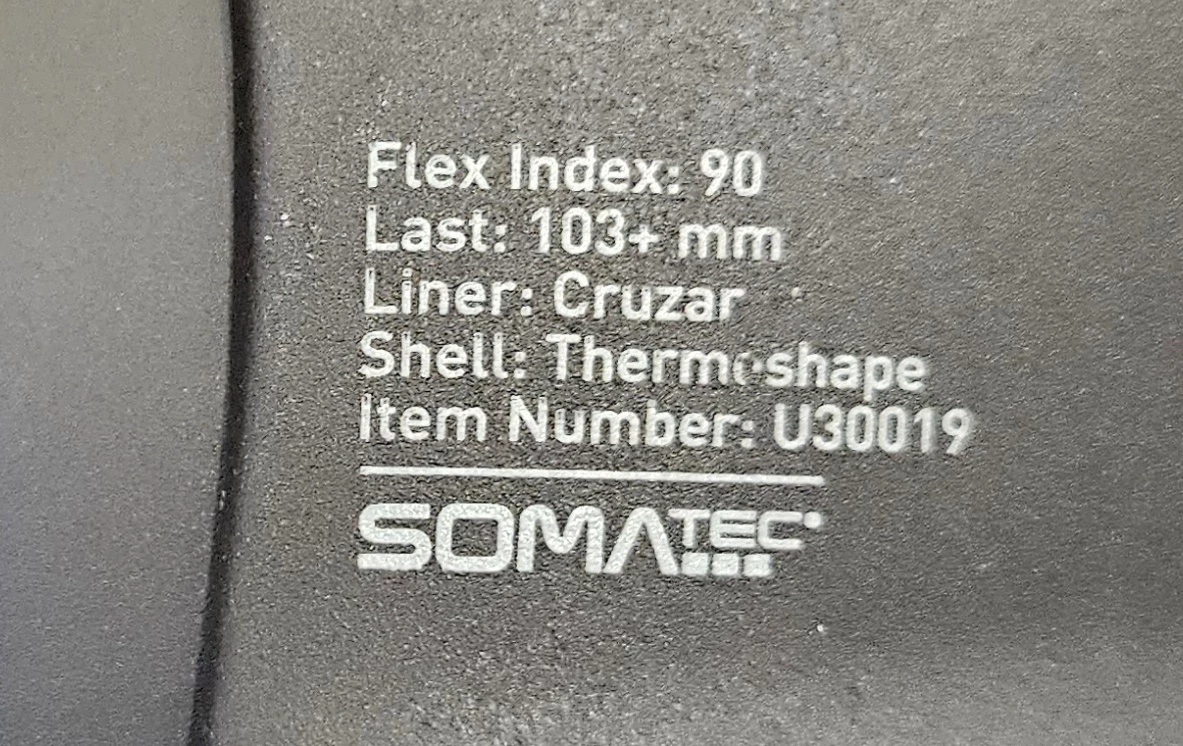 Flex Index: 90
Last: 103+ mm
Liner: Cruzar
Shell: Thermoshape
Item Number: U30019
SOMATEC